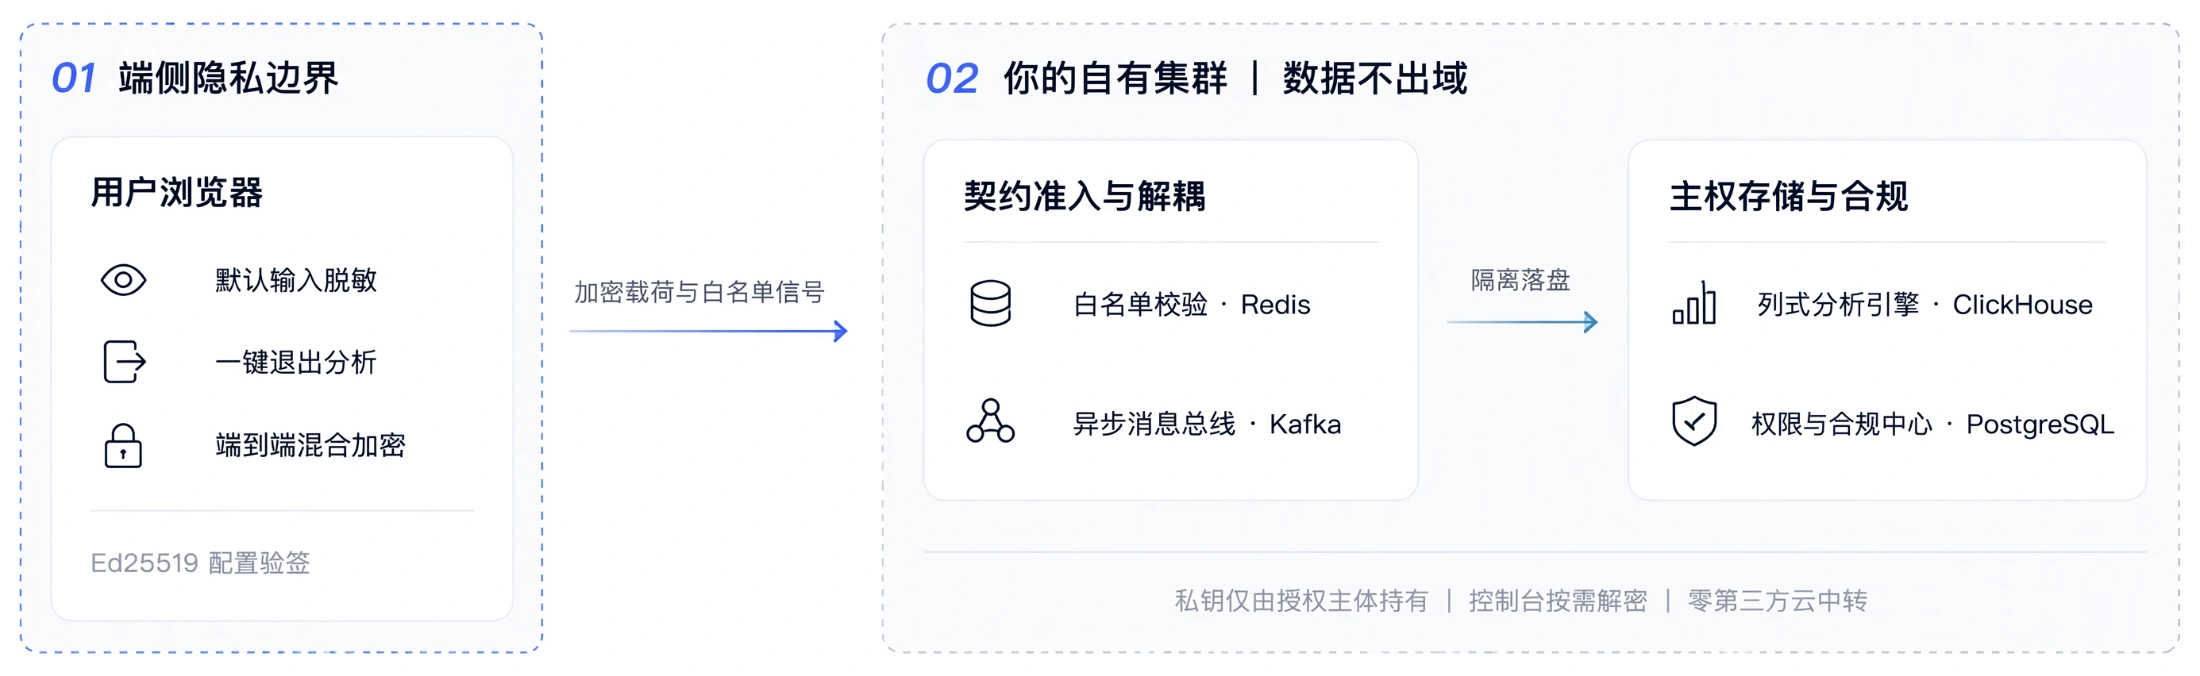 01 端侧隐私边界
用户浏览器
默认输入脱敏
一键退出分析
端到端混合加密
Ed25519 配置验签
加密载荷与白名单信号
02 你的自有集群｜数据不出域
契约准入与解耦
白名单校验 · Redis
异步消息总线 · Kafka
隔离落盘
主权存储与合规
列式分析引擎 · ClickHouse
权限与合规中心 · PostgreSQL
私钥仅由授权主体持有｜控制台按需解密｜零第三方云中转